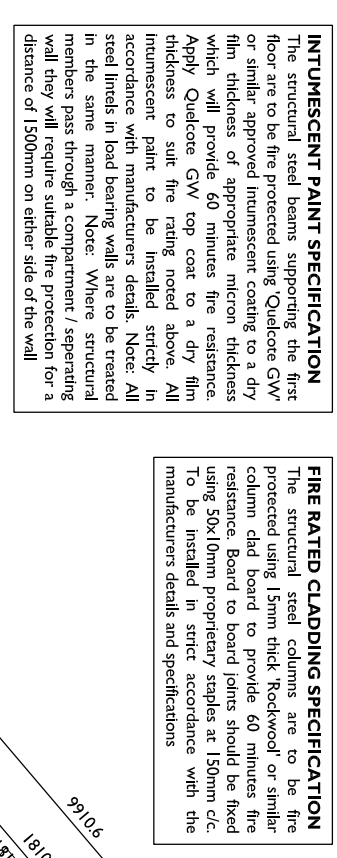 INTUMESCENT PAINT SPECIFICATION
The structural steel beams supporting the first
floor are to be fire protected using 'Quelcote GW'
or similar approved intumescent coating to a dry
film thickness of appropriate micron thickness
which will provide 60 minutes fire resistance.
Apply Quelcote GW top coat to a dry film
thickness to suit fire rating noted above. All
intumescent paint to be installed strictly in
accordance with manufacturers details. Note: All
steel lintels in load bearing walls are to be treated
in the same manner. Note: Where structural
members pass through a compartment / seperating
wall they will require suitable fire protection for a
distance of 1500mm on either side of the wall
FIRE RATED CLADDING SPECIFICATION
The structural steel columns are to be fire
protected using 15mm thick 'Rockwool' or similar
column clad board to provide 60 minutes fire
resistance. Board to board joints should be fixed
using 50x10mm proprietary staples at 150mm c/c.
To be installed in strict accordance with the
manufacturers details and specifications
9910.6